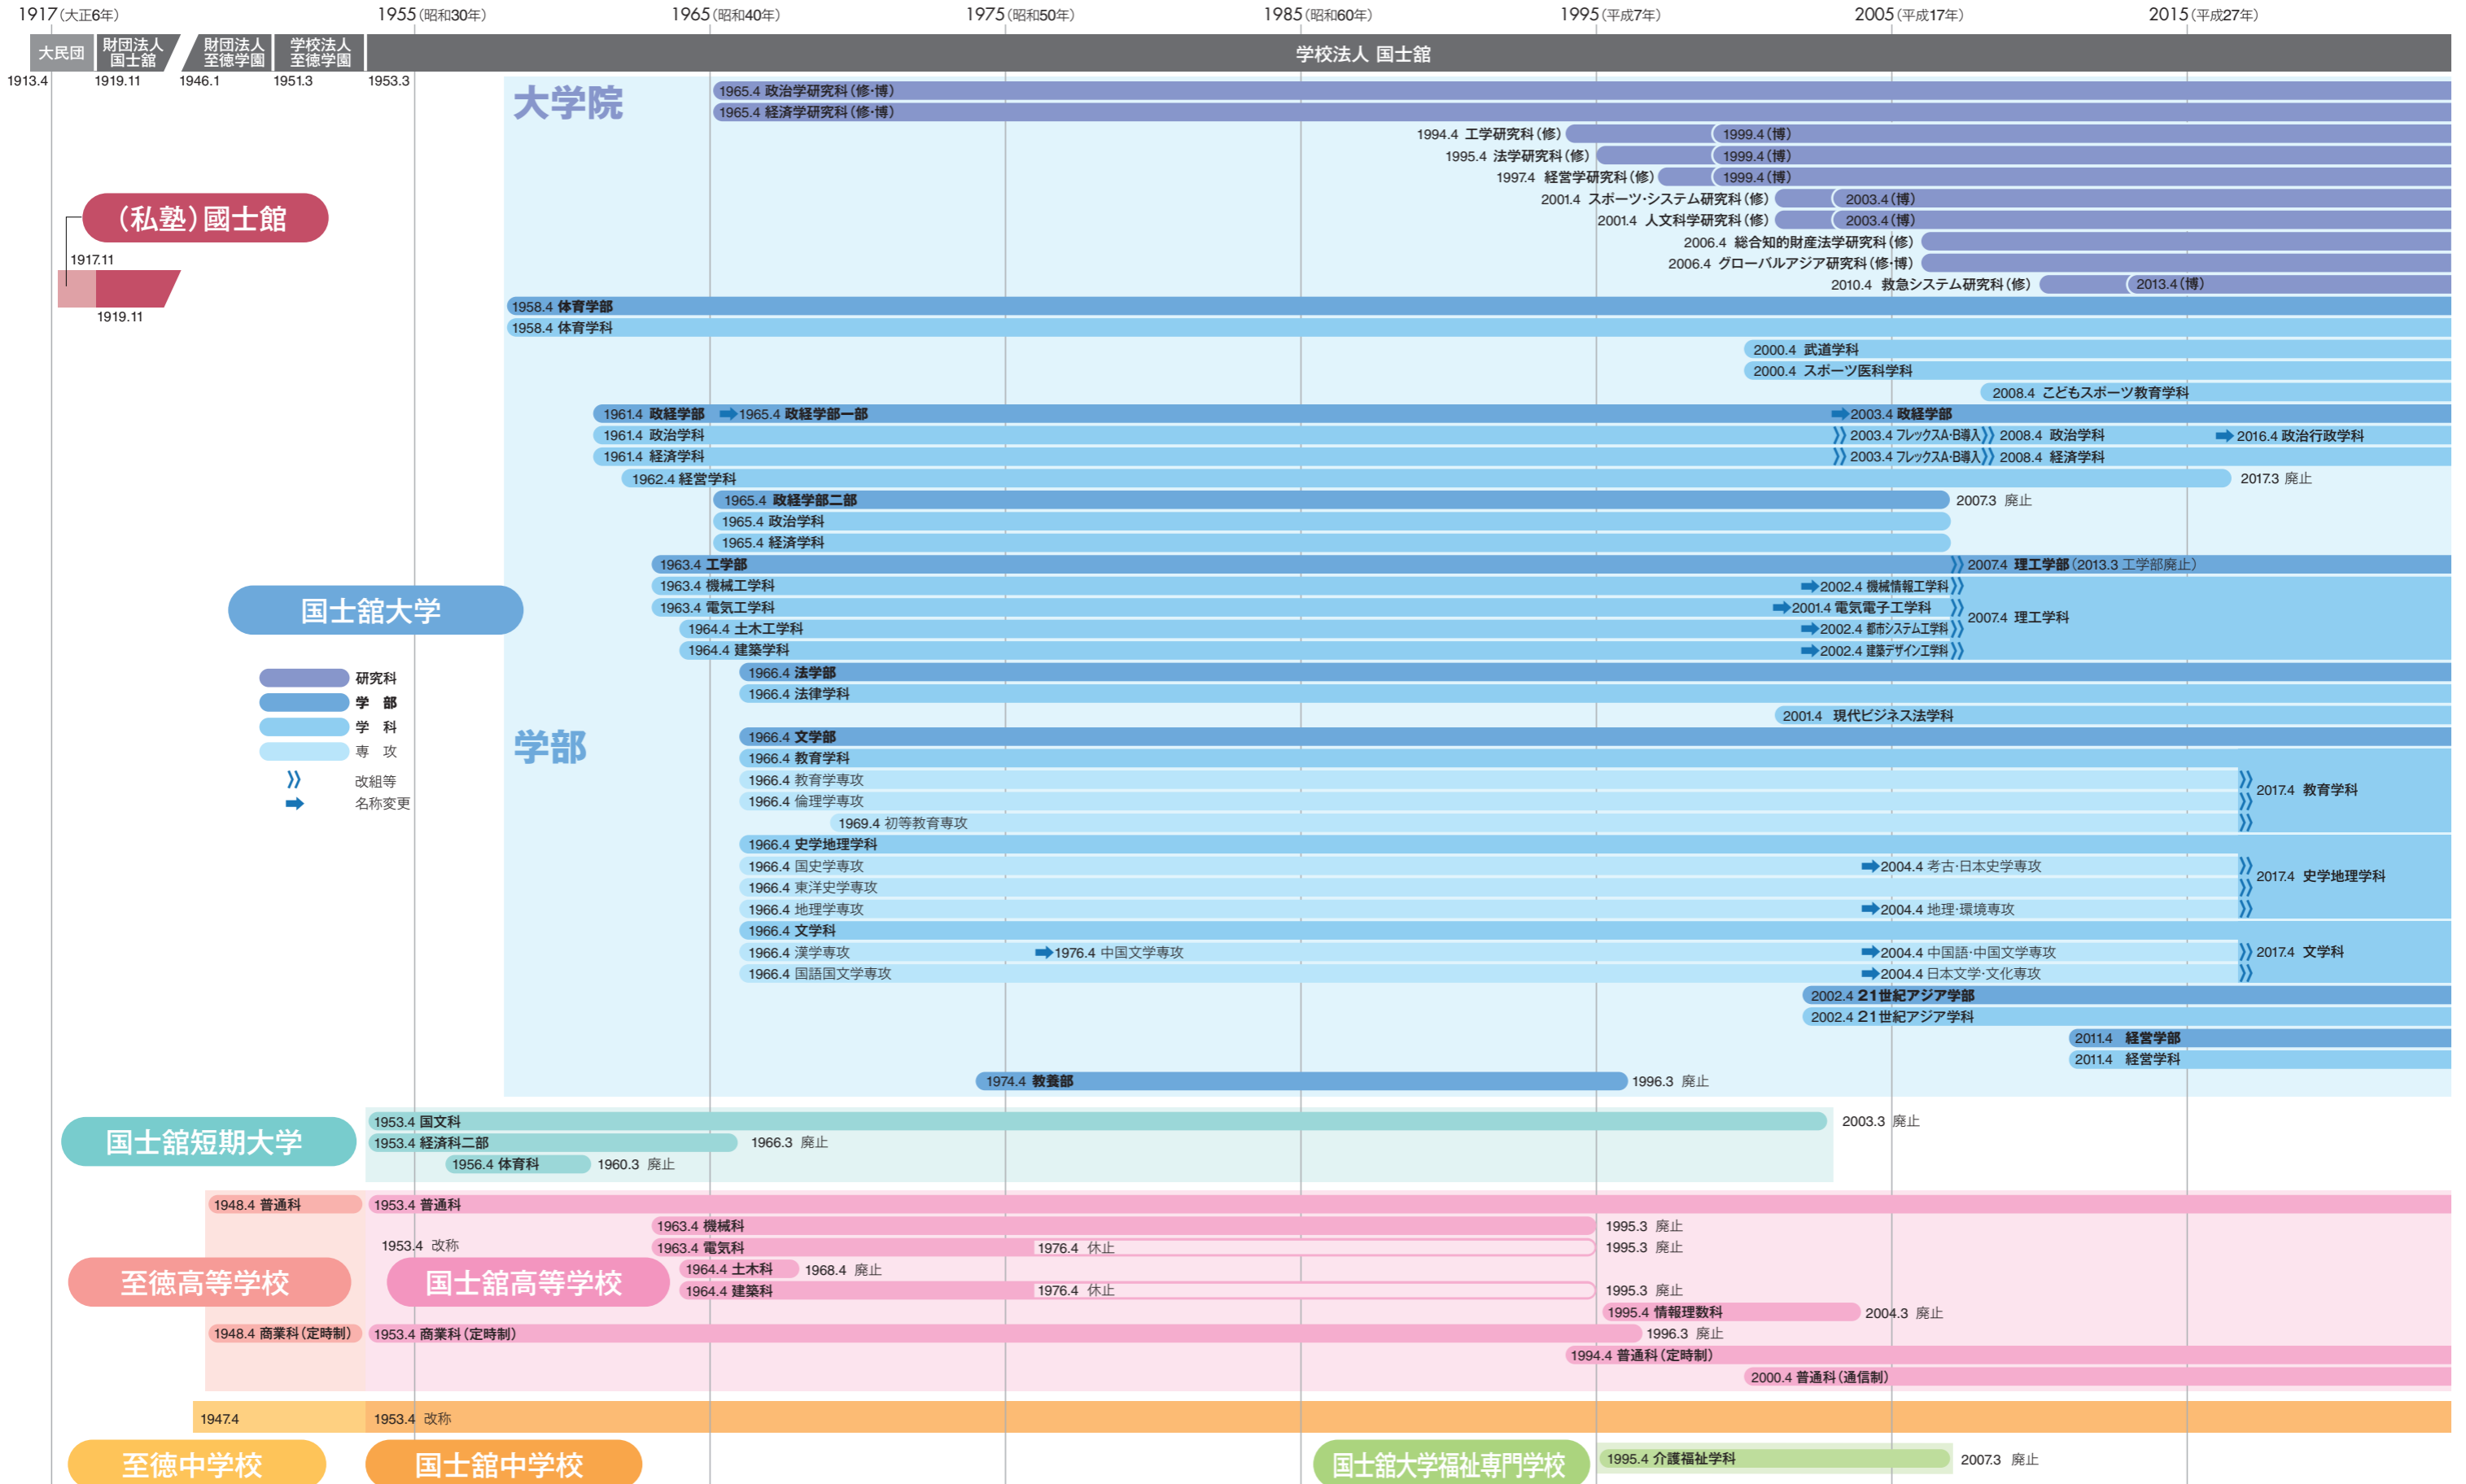 1917(大正6年) 1955(昭和30年) 1965(昭和40年) 1975(昭和50年) 1985(昭和60年) 1995(平成7年) 2005(平成17年) 2015(平成27年)
大民団 財団法人 国士舘 財団法人 至徳学園 学校法人 至徳学園 学校法人 国士舘
1913.4 1919.11 1946.1 1951.3 1953.3
大学院
1965.4 政治学研究科(修・博)
1965.4 経済学研究科(修・博)
1994.4 工学研究科(修) 1999.4(博)
1995.4 法学研究科(修) 1999.4(博)
1997.4 経営学研究科(修) 1999.4(博)
2001.4 スポーツ・システム研究科(修) 2003.4(博)
2001.4 人文科学研究科(修) 2003.4(博)
2006.4 総合知的財産法学研究科(修)
2006.4 グローバルアジア研究科(修・博)
2010.4 救急システム研究科(修) 2013.4(博)
(私塾)國士館
1917.11
1919.11
1958.4 体育学部
1958.4 体育学科
2000.4 武道学科
2000.4 スポーツ医科学科
2008.4 こどもスポーツ教育学科
1961.4 政経学部 ➡1965.4 政経学部一部 ➡2003.4 政経学部
1961.4 政治学科 》2003.4 フレックスA・B導入》2008.4 政治学科 ➡2016.4 政治行政学科
1961.4 経済学科 》2003.4 フレックスA・B導入》2008.4 経済学科
1962.4 経営学科 2017.3 廃止
1965.4 政経学部二部 2007.3 廃止
1965.4 政治学科
1965.4 経済学科
1963.4 工学部 》2007.4 理工学部(2013.3 工学部廃止)
1963.4 機械工学科 ➡2002.4 機械情報工学科》
1963.4 電気工学科 ➡2001.4 電気電子工学科 》
2007.4 理工学科
1964.4 土木工学科 ➡2002.4 都市システム工学科》
1964.4 建築学科 ➡2002.4 建築デザイン工学科》
国士舘大学
研究科
学 部
学 科
専 攻
》 改組等
➡ 名称変更
1966.4 法学部
1966.4 法律学科
2001.4 現代ビジネス法学科
学部
1966.4 文学部
1966.4 教育学科
1966.4 教育学専攻 》
2017.4 教育学科
1966.4 倫理学専攻 》
1969.4 初等教育専攻 》
1966.4 史学地理学科
1966.4 国史学専攻 ➡2004.4 考古・日本史学専攻 》
2017.4 史学地理学科
1966.4 東洋史学専攻 》
1966.4 地理学専攻 ➡2004.4 地理・環境専攻 》
1966.4 文学科
1966.4 漢学専攻 ➡1976.4 中国文学専攻 ➡2004.4 中国語・中国文学専攻 》2017.4 文学科
1966.4 国語国文学専攻 ➡2004.4 日本文学・文化専攻 》
2002.4 21世紀アジア学部
2002.4 21世紀アジア学科
2011.4 経営学部
2011.4 経営学科
1974.4 教養部 1996.3 廃止
国士舘短期大学
1953.4 国文科 2003.3 廃止
1953.4 経済科二部 1966.3 廃止
1956.4 体育科 1960.3 廃止
1948.4 普通科 1953.4 普通科
1963.4 機械科 1995.3 廃止
1953.4 改称 1963.4 電気科 1976.4 休止 1995.3 廃止
至徳高等学校 国士舘高等学校
1964.4 土木科 1968.4 廃止
1964.4 建築科 1976.4 休止 1995.3 廃止
1995.4 情報理数科 2004.3 廃止
1948.4 商業科(定時制) 1953.4 商業科(定時制) 1996.3 廃止
1994.4 普通科(定時制)
2000.4 普通科(通信制)
1947.4 1953.4 改称
至徳中学校 国士舘中学校 国士舘大学福祉専門学校 1995.4 介護福祉学科 2007.3 廃止